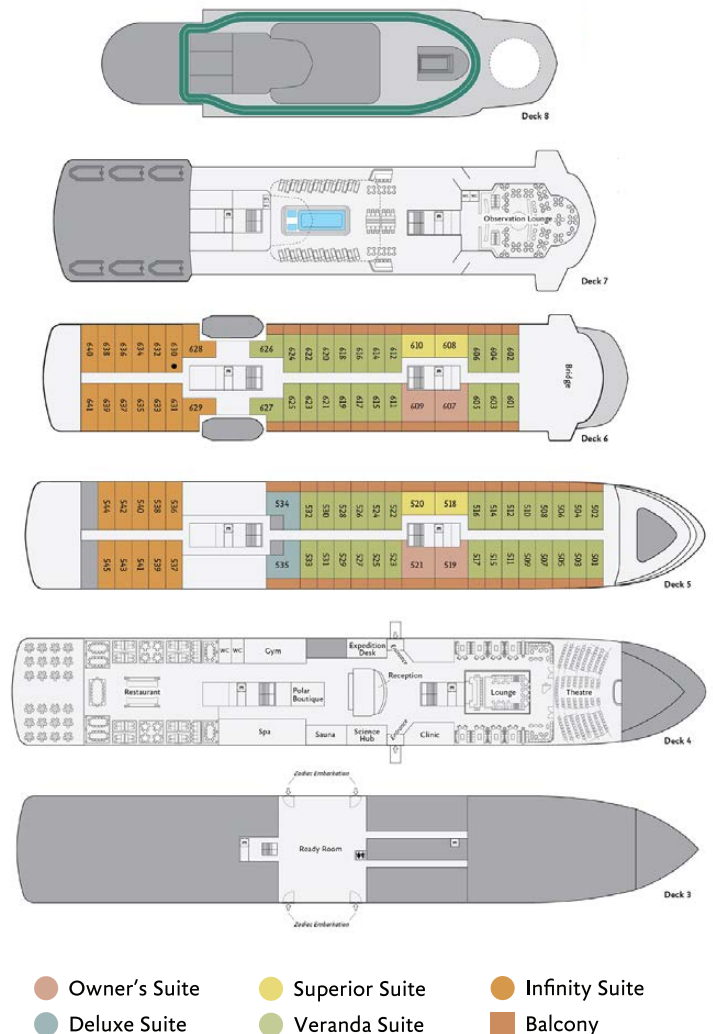 Deck 8
E
E
WC WC
Observation Lounge
Deck 7
640 638 636 634 632 630 628 626 624 622 620 618 616 614 612 610 608 606 604 602
E
E
Bridge
641 639 637 635 633 631 629 627 625 623 621 619 617 615 611 609 607 605 603 601
Deck 6
544 542 540 538 536 534 532 530 528 526 524 522 520 518 516 514 512 510 508 506 504 502
E
E
545 543 541 539 537 535 533 531 529 527 525 523 521 519 517 515 511 509 507 505 503 501
Deck 5
WC WC Gym Expedition Desk Entrance
Reception
Restaurant E Polar Boutique E Lounge Theatre
Spa Sauna Science Hub Entrance Clinic
Deck 4
Zodiac Embarkation
E Ready Room E
Deck 3
Zodiac Embarkation
Owner's Suite Superior Suite Infinity Suite
Deluxe Suite Veranda Suite Balcony